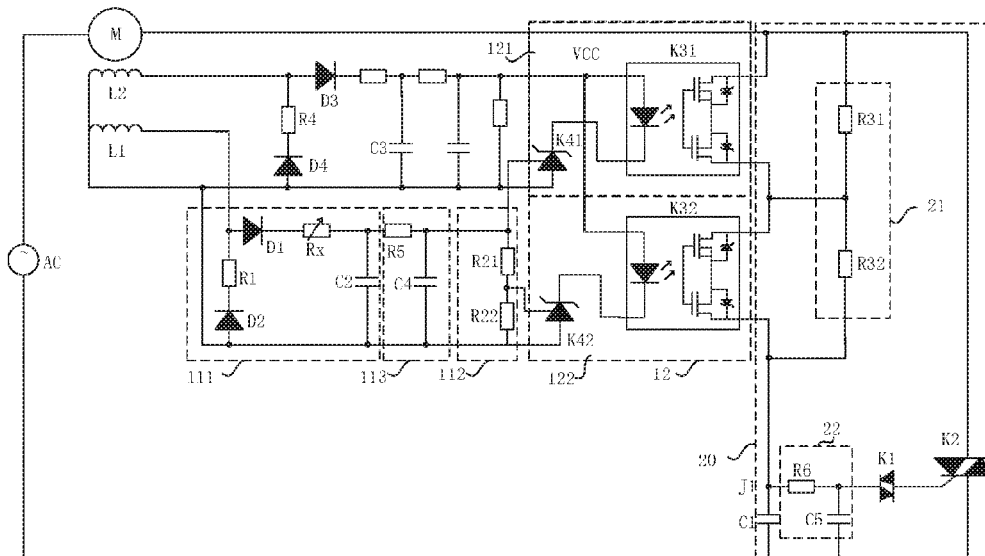 M
121
VCC
K31
L2
D3
R4
L1
C3
K41
R31
D4
21
K32
~
AC
D1
Rx
R5
R21
R32
R1
C2
C4
D2
R22
K42
111
113
112
122
12
22
20
K1
K2
J1
R6
C1
C5